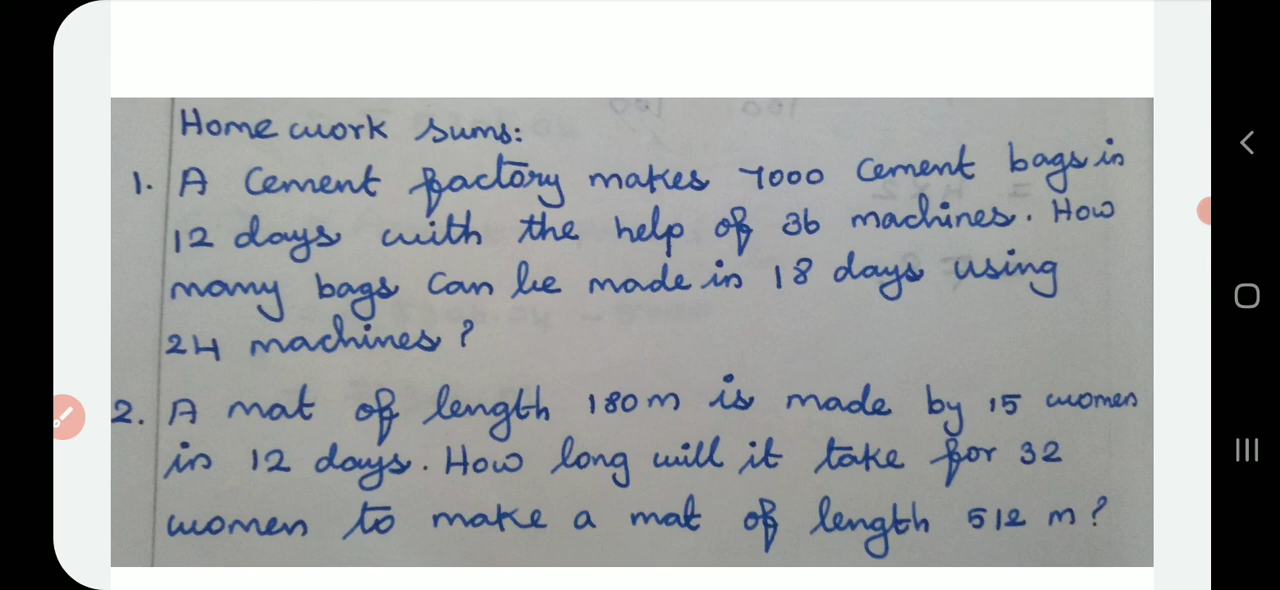 Home work sums:
1. A Cement factory makes 7000 Cement bags in
12 days with the help of 36 machines. How
many bags can be made in 18 days using
24 machines?
2. A mat of length 180m is made by 15 women
in 12 days. How long will it take for 32
women to make a mat of length 512 m?